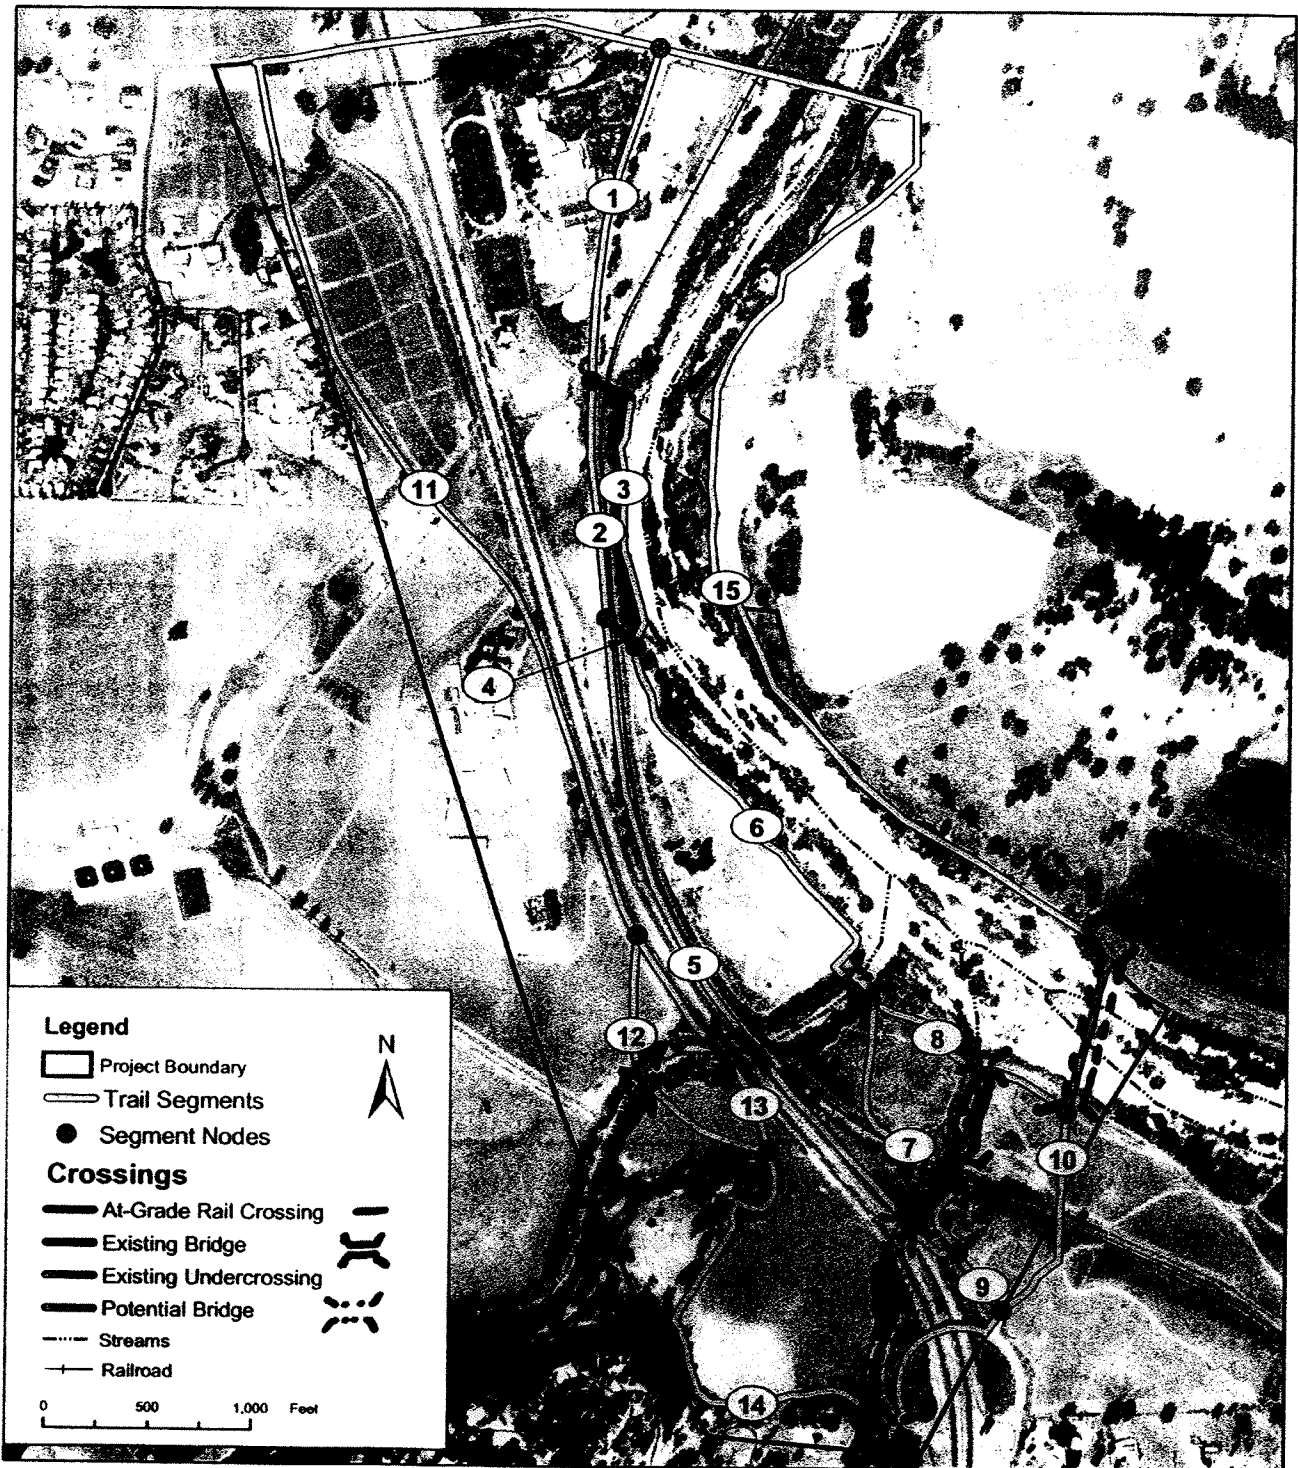 1
11
3
2
15
4
6
5
12
8
13
7
10
9
14
Legend
N
Project Boundary
Trail Segments
Segment Nodes
Crossings
At-Grade Rail Crossing
Existing Bridge
Existing Undercrossing
Potential Bridge
Streams
Railroad
0 500 1,000 Feet